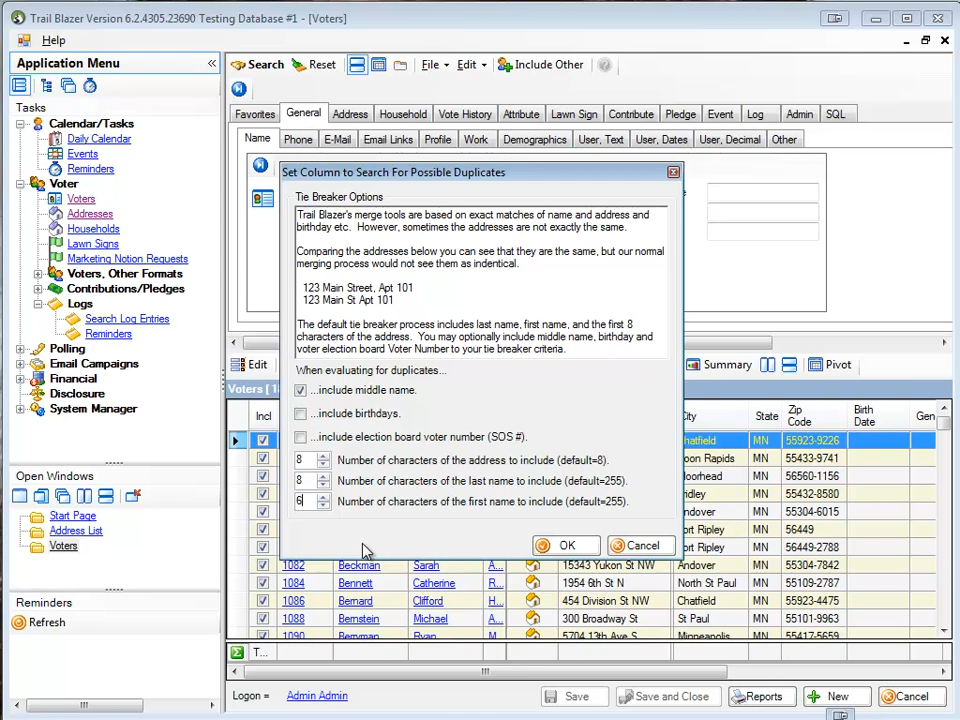 Trail Blazer Version 6.2.4305.23690 Testing Database #1 - [Voters]
Help
Application Menu
Search Reset File Edit Include Other
Tasks
Calendar/Tasks
Daily Calendar
Events
Reminders
Voter
Voters
Addresses
Households
Lawn Signs
Marketing Notion Requests
Voters, Other Formats
Contributions/Pledges
Logs
Search Log Entries
Reminders
Polling
Email Campaigns
Financial
Disclosure
System Manager
Open Windows
Start Page
Address List
Voters
Reminders
Refresh
Favorites General Address Household Vote History Attribute Lawn Sign Contribute Pledge Event Log Admin SQL
Name Phone E-Mail Email Links Profile Work Demographics User, Text User, Dates User, Decimal Other
Set Column to Search For Possible Duplicates
Tie Breaker Options
Trail Blazer's merge tools are based on exact matches of name and address and
birthday etc. However, sometimes the addresses are not exactly the same.
Comparing the addresses below you can see that they are the same, but our normal
merging process would not see them as indentical.
123 Main Street, Apt 101
123 Main St Apt 101
The default tie breaker process includes last name, first name, and the first 8
characters of the address. You may optionally include middle name, birthday and
voter election board Voter Number to your tie breaker criteria.
When evaluating for duplicates...
...include middle name.
...include birthdays.
...include election board voter number (SOS #).
8 Number of characters of the address to include (default=8).
8 Number of characters of the last name to include (default=255).
6 Number of characters of the first name to include (default=255).
OK Cancel
Edit Summary Pivot
Voters [
Incl City State Zip Code Birth Date Gen
Chatfield MN 55923-9226
Coon Rapids MN 55433-9741
Moorhead MN 56560-1156
Fridley MN 55432-8580
Andover MN 55304-6015
Fort Ripley MN 56449
Fort Ripley MN 56449-2788
1082 Beckman Sarah A... 15343 Yukon St NW Andover MN 55304-7842
1084 Bennett Catherine E... 1954 6th St N North St Paul MN 55109-2787
1086 Bernard Clifford H... 454 Division St NW Chatfield MN 55923-4475
1088 Bernstein Michael A... 300 Broadway St St Paul MN 55101-9963
1090 Berryman Ryan M... 5704 13th Ave S Minneapolis MN 55417-5659
T...
Logon = Admin Admin Save Save and Close Reports New Cancel